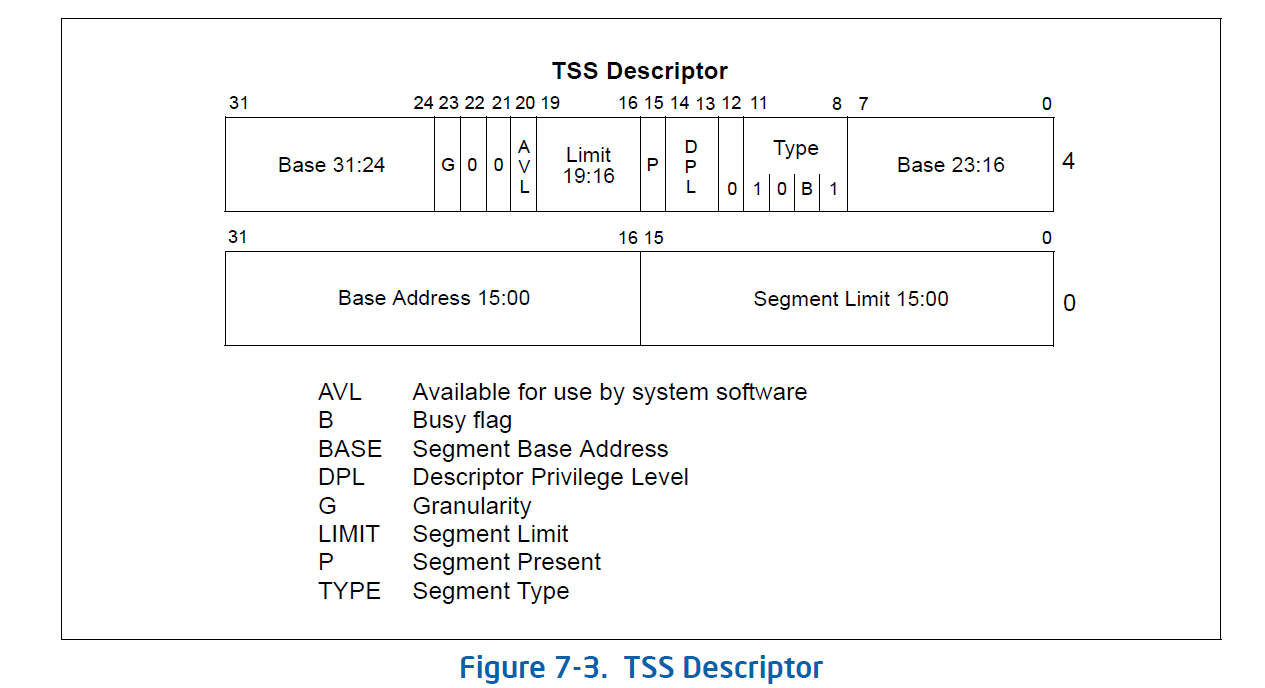 TSS Descriptor
31 24 23 22 21 20 19 16 15 14 13 12 11 8 7 0
Base 31:24 G 0 0 AVL Limit 19:16 P DPL 0 Type 1 0 B 1 Base 23:16 4
31 16 15 0
Base Address 15:00 Segment Limit 15:00 0
AVL Available for use by system software
B Busy flag
BASE Segment Base Address
DPL Descriptor Privilege Level
G Granularity
LIMIT Segment Limit
P Segment Present
TYPE Segment Type
Figure 7-3. TSS Descriptor